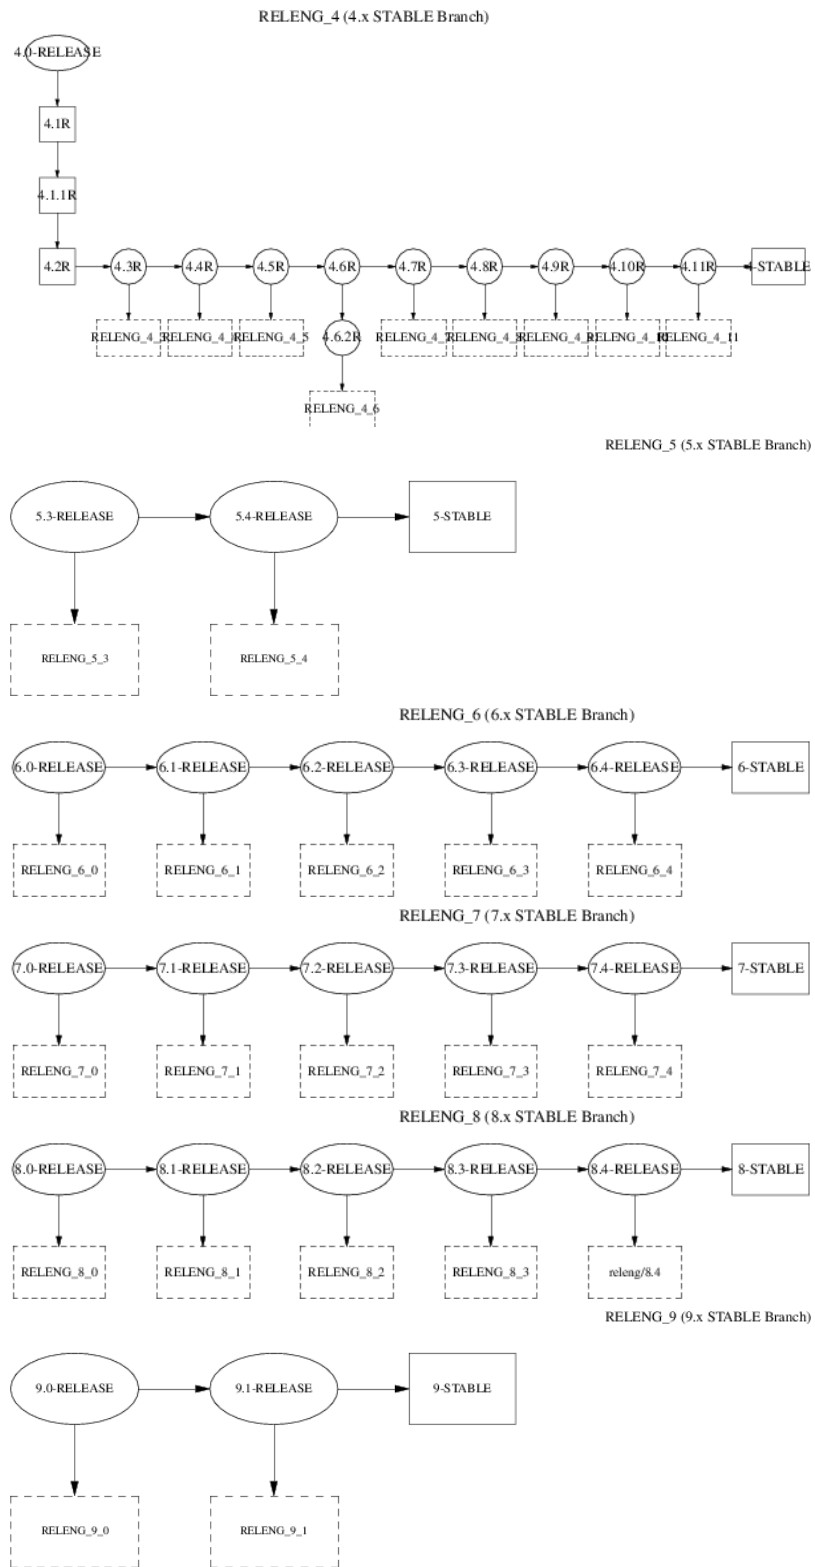 RELENG_4 (4.x STABLE Branch)
4.0-RELEASE
4.1R
4.1.1R
4.2R 4.3R 4.4R 4.5R 4.6R 4.7R 4.8R 4.9R 4.10R 4.11R 4-STABLE
RELENG_4_3 RELENG_4_4 RELENG_4_5 4.6.2R RELENG_4_7 RELENG_4_8 RELENG_4_9 RELENG_4_10 RELENG_4_11
RELENG_4_6
RELENG_5 (5.x STABLE Branch)
5.3-RELEASE 5.4-RELEASE 5-STABLE
RELENG_5_3 RELENG_5_4
RELENG_6 (6.x STABLE Branch)
6.0-RELEASE 6.1-RELEASE 6.2-RELEASE 6.3-RELEASE 6.4-RELEASE 6-STABLE
RELENG_6_0 RELENG_6_1 RELENG_6_2 RELENG_6_3 RELENG_6_4
RELENG_7 (7.x STABLE Branch)
7.0-RELEASE 7.1-RELEASE 7.2-RELEASE 7.3-RELEASE 7.4-RELEASE 7-STABLE
RELENG_7_0 RELENG_7_1 RELENG_7_2 RELENG_7_3 RELENG_7_4
RELENG_8 (8.x STABLE Branch)
8.0-RELEASE 8.1-RELEASE 8.2-RELEASE 8.3-RELEASE 8.4-RELEASE 8-STABLE
RELENG_8_0 RELENG_8_1 RELENG_8_2 RELENG_8_3 releng/8.4
RELENG_9 (9.x STABLE Branch)
9.0-RELEASE 9.1-RELEASE 9-STABLE
RELENG_9_0 RELENG_9_1